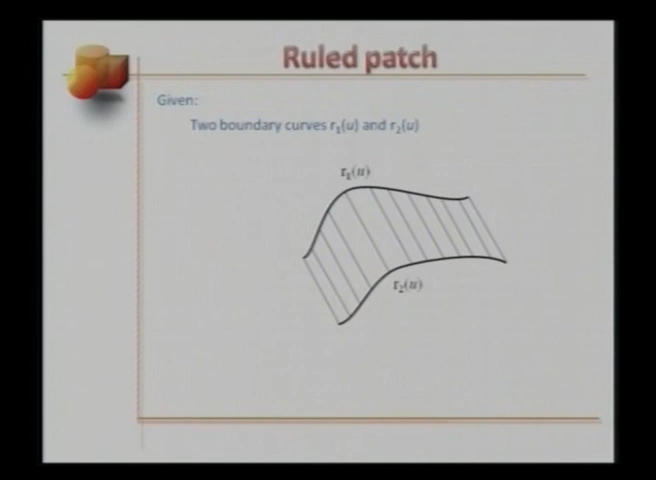 Ruled patch
Given:
Two boundary curves r₁(u) and r₂(u)
r₁(u)
r₂(u)